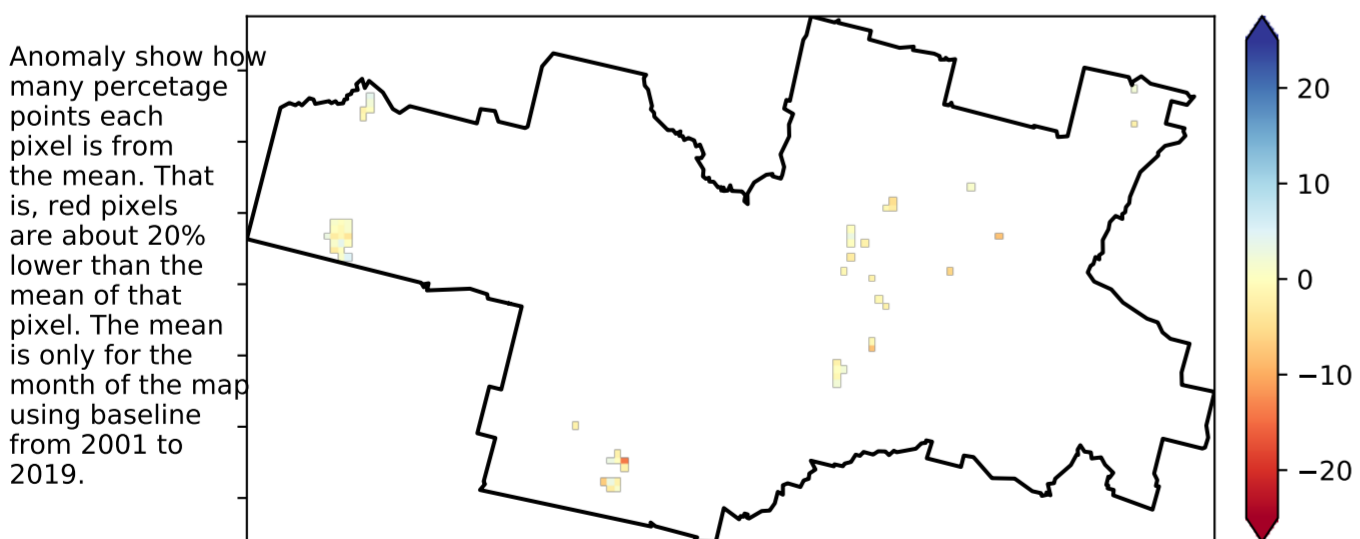 Anomaly show how
many percetage
points each
pixel is from
the mean. That
is, red pixels
are about 20%
lower than the
mean of that
pixel. The mean
is only for the
month of the map
using baseline
from 2001 to
2019.
20
10
0
−10
−20